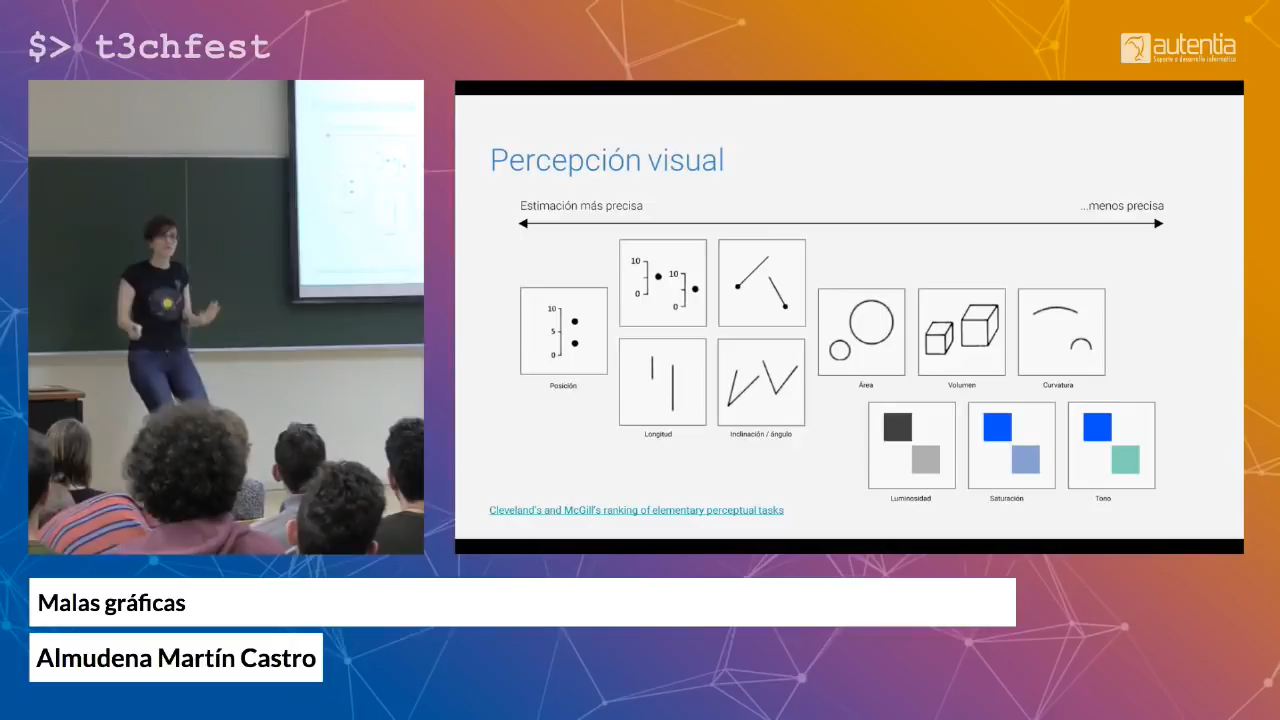 $> t3chfest
autentia
Soporte a desarrollo informático
Percepción visual
Estimación más precisa
...menos precisa
10
5
0
Posición
10
0
10
0
Longitud
Inclinación / ángulo
Área
Volumen
Curvatura
Luminosidad
Saturación
Tono
Cleveland's and McGill's ranking of elementary perceptual tasks
Malas gráficas
Almudena Martín Castro